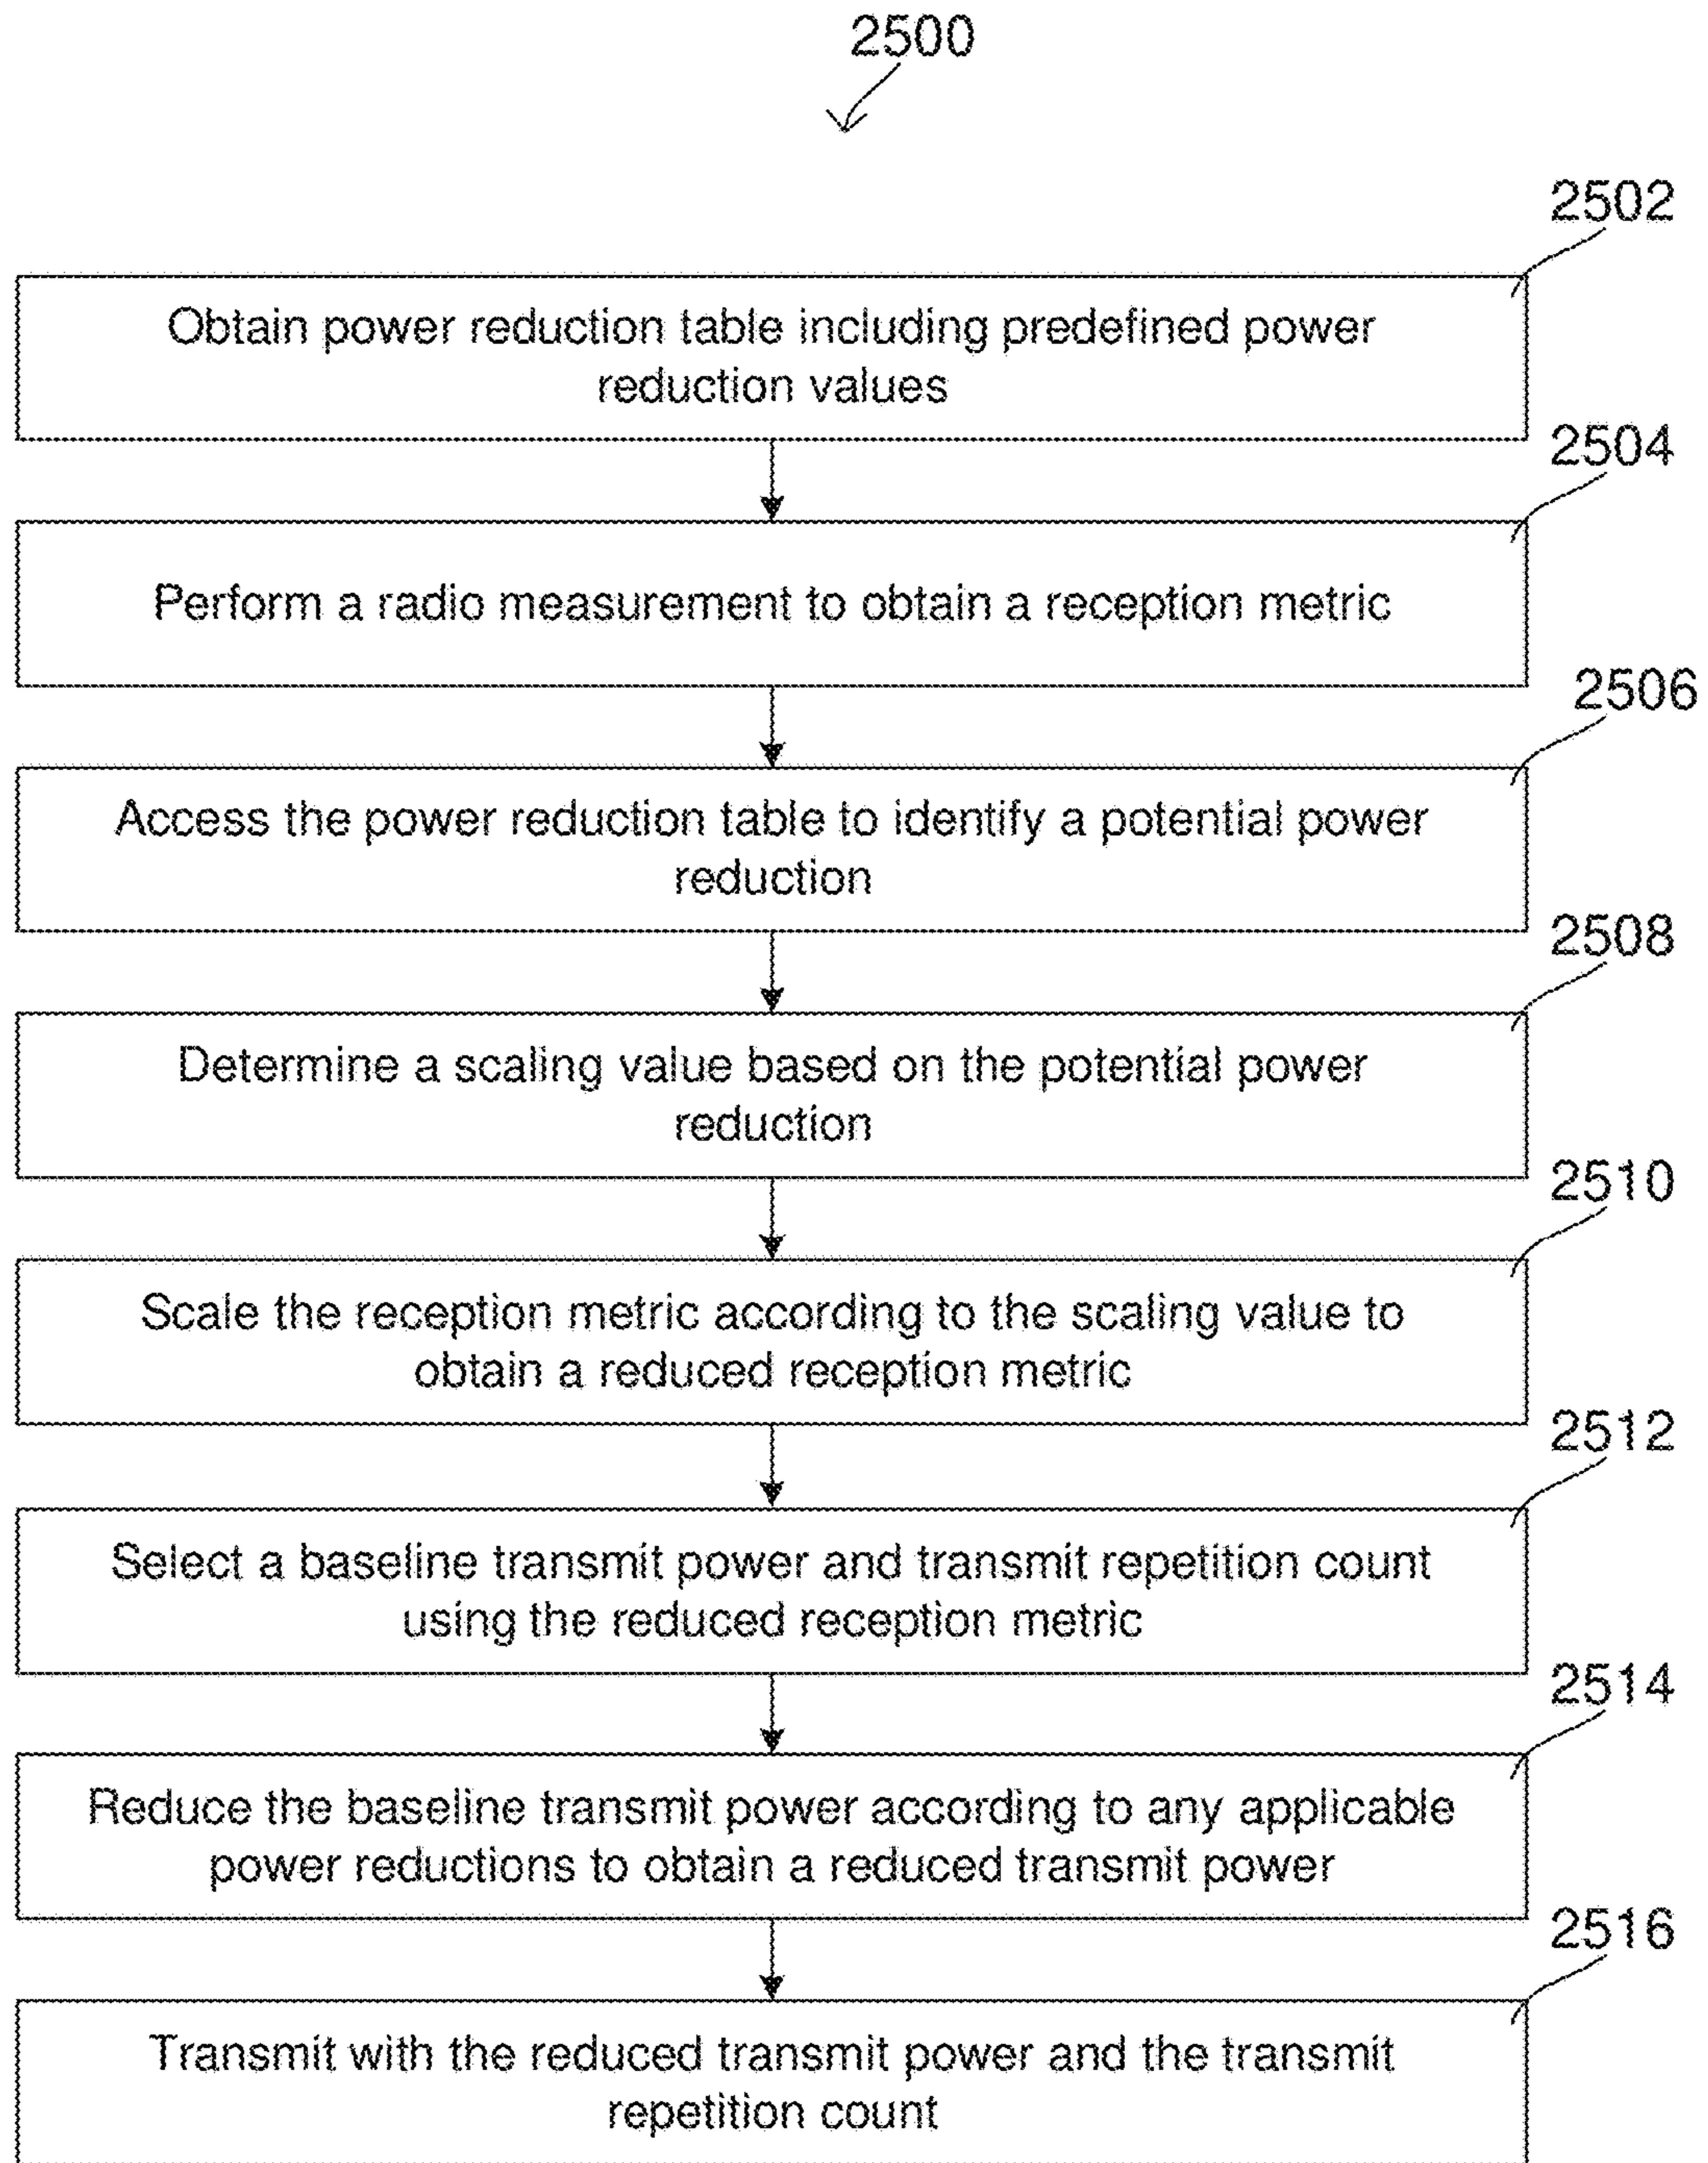 2500
2502
Obtain power reduction table including predefined power
reduction values
2504
Perform a radio measurement to obtain a reception metric
2506
Access the power reduction table to identify a potential power
reduction
2508
Determine a scaling value based on the potential power
reduction
2510
Scale the reception metric according to the scaling value to
obtain a reduced reception metric
2512
Select a baseline transmit power and transmit repetition count
using the reduced reception metric
2514
Reduce the baseline transmit power according to any applicable
power reductions to obtain a reduced transmit power
2516
Transmit with the reduced transmit power and the transmit
repetition count